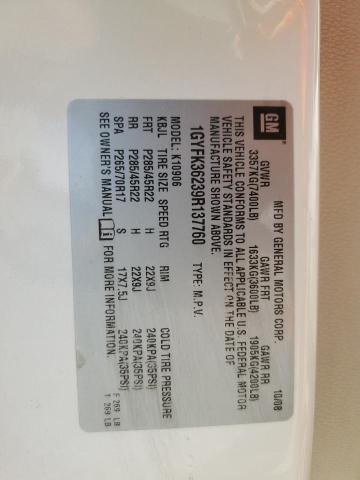 GM
MFD BY GENERAL MOTORS CORP. 10/08
GVWR GAWR FRT GAWR RR
3357KG(7400LB) 1633KG(3600LB) 1905KG(4200LB)
THIS VEHICLE CONFORMS TO ALL APPLICABLE U.S. FEDERAL MOTOR
VEHICLE SAFETY STANDARDS IN EFFECT ON THE DATE OF
MANUFACTURE SHOWN ABOVE.
1GYFK36239R137760 TYPE: M.P.V.
MODEL: K10906
KBJL TIRE SIZE SPEED RTG RIM COLD TIRE PRESSURE
FRT P285/45R22 H 22X9J 240KPA(35PSI)
RR P285/45R22 H 22X9J 240KPA(35PSI)
SPA P265/70R17 S 17X7.5J 240KPA(35PSI)
SEE OWNER'S MANUAL i FOR MORE INFORMATION.
F 269 LB
T 269 LB